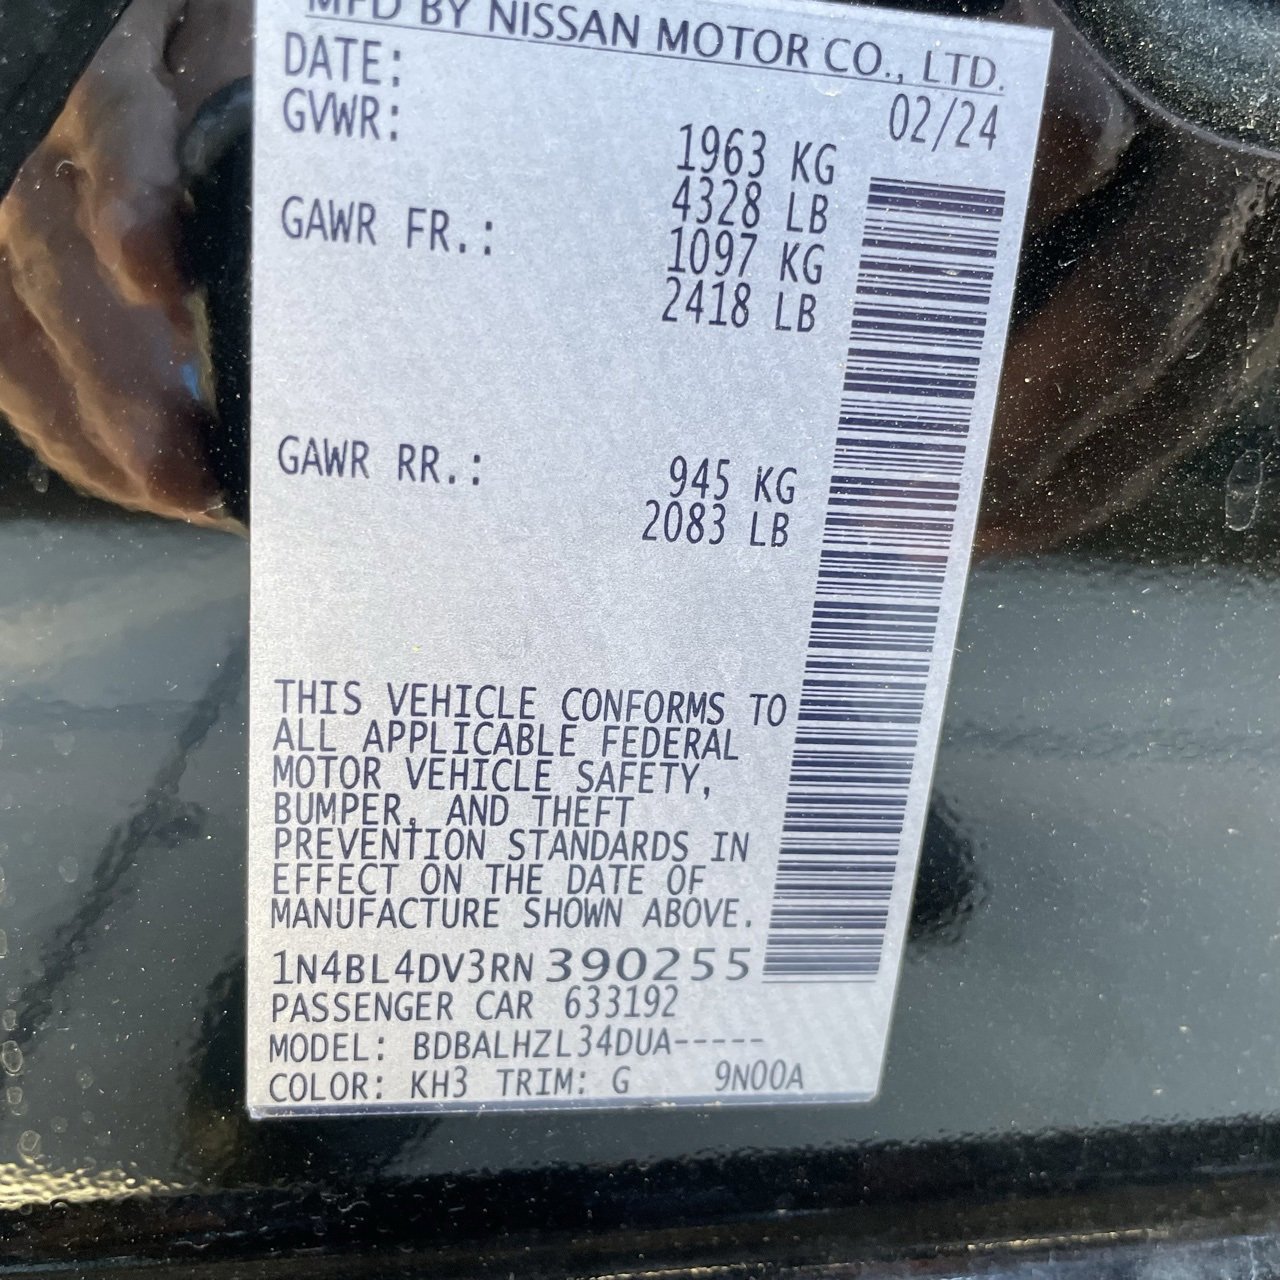 MFD BY NISSAN MOTOR CO., LTD.
DATE: 02/24
GVWR: 1963 KG
4328 LB
GAWR FR.: 1097 KG
2418 LB
GAWR RR.: 945 KG
2083 LB
THIS VEHICLE CONFORMS TO
ALL APPLICABLE FEDERAL
MOTOR VEHICLE SAFETY,
BUMPER, AND THEFT
PREVENTION STANDARDS IN
EFFECT ON THE DATE OF
MANUFACTURE SHOWN ABOVE.
1N4BL4DV3RN390255
PASSENGER CAR 633192
MODEL: BDBALHZL34DUA-----
COLOR: KH3 TRIM: G 9N00A